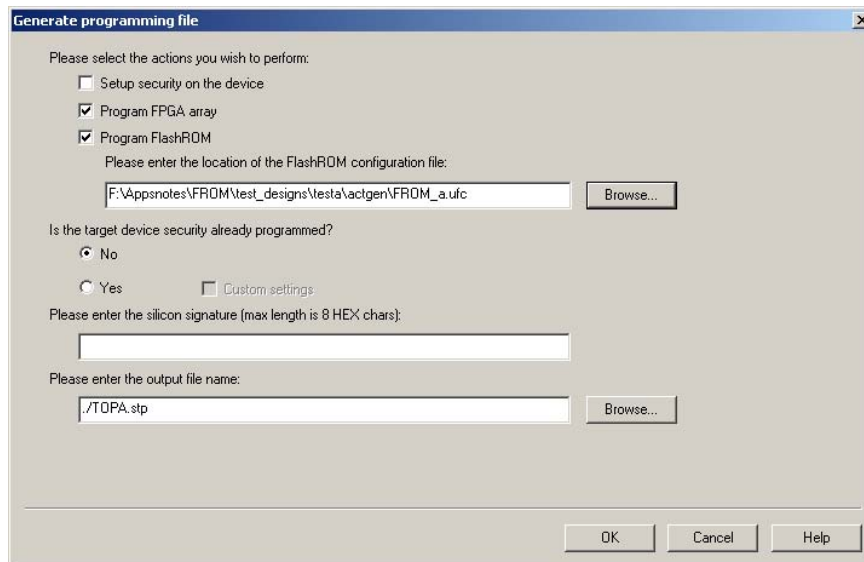 Generate programming file
Please select the actions you wish to perform:
Setup security on the device
Program FPGA array
Program FlashROM
Please enter the location of the FlashROM configuration file:
F:\Appsnotes\FROM\test_designs\testa\actgen\FROM_a.ufc Browse...
Is the target device security already programmed?
No
Yes Custom settings
Please enter the silicon signature (max length is 8 HEX chars):
Please enter the output file name:
./TOPA.stp Browse...
OK Cancel Help